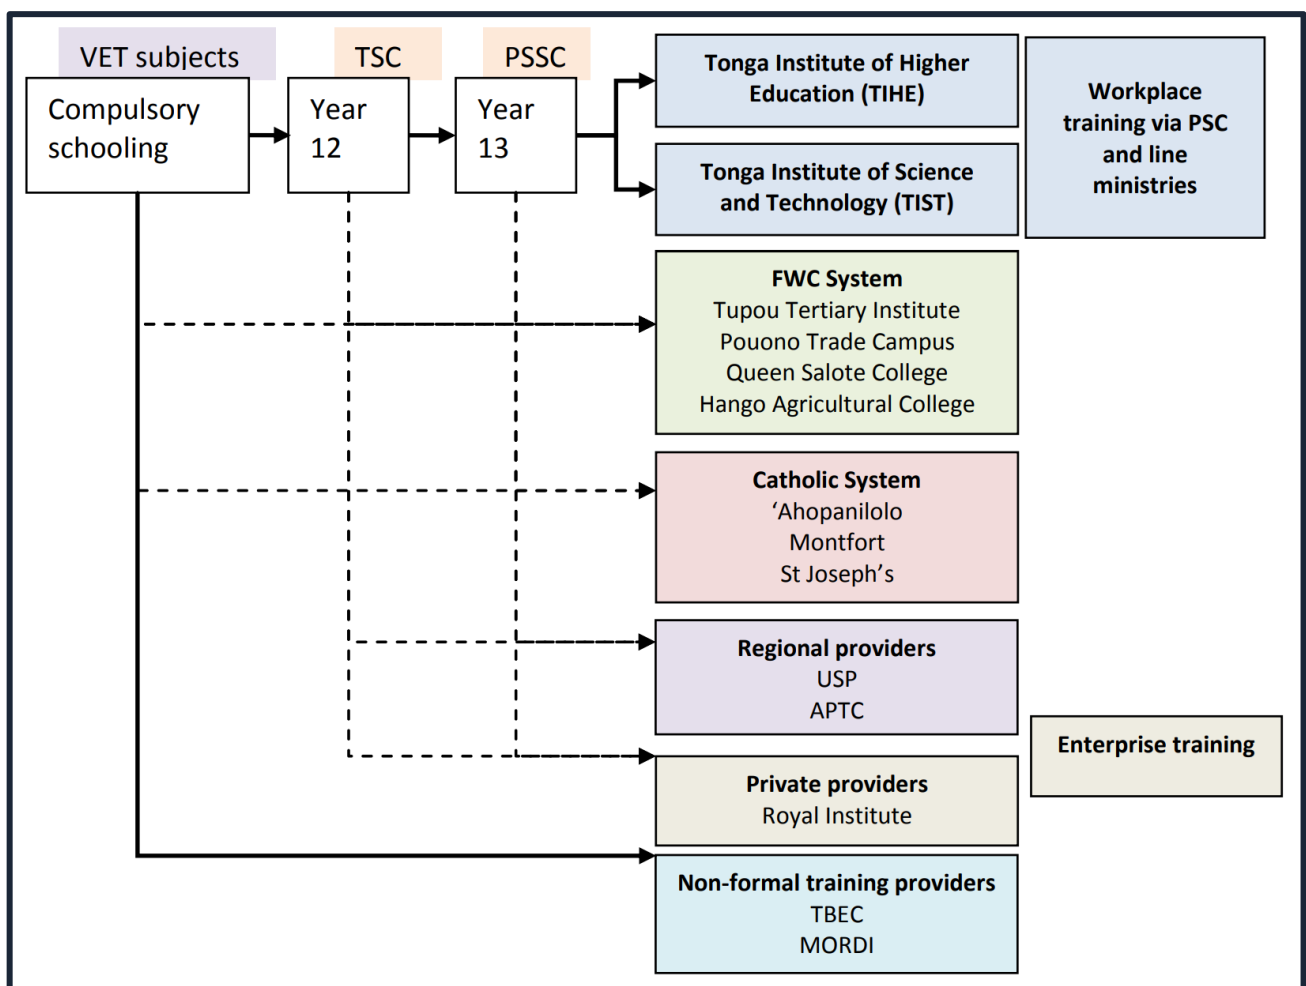 VET subjects
TSC
PSSC
Compulsory
schooling
Year
12
Year
13
Tonga Institute of Higher
Education (TIHE)
Tonga Institute of Science
and Technology (TIST)
Workplace
training via PSC
and line
ministries
FWC System
Tupou Tertiary Institute
Pouono Trade Campus
Queen Salote College
Hango Agricultural College
Catholic System
‘Ahopanilolo
Montfort
St Joseph’s
Regional providers
USP
APTC
Enterprise training
Private providers
Royal Institute
Non-formal training providers
TBEC
MORDI